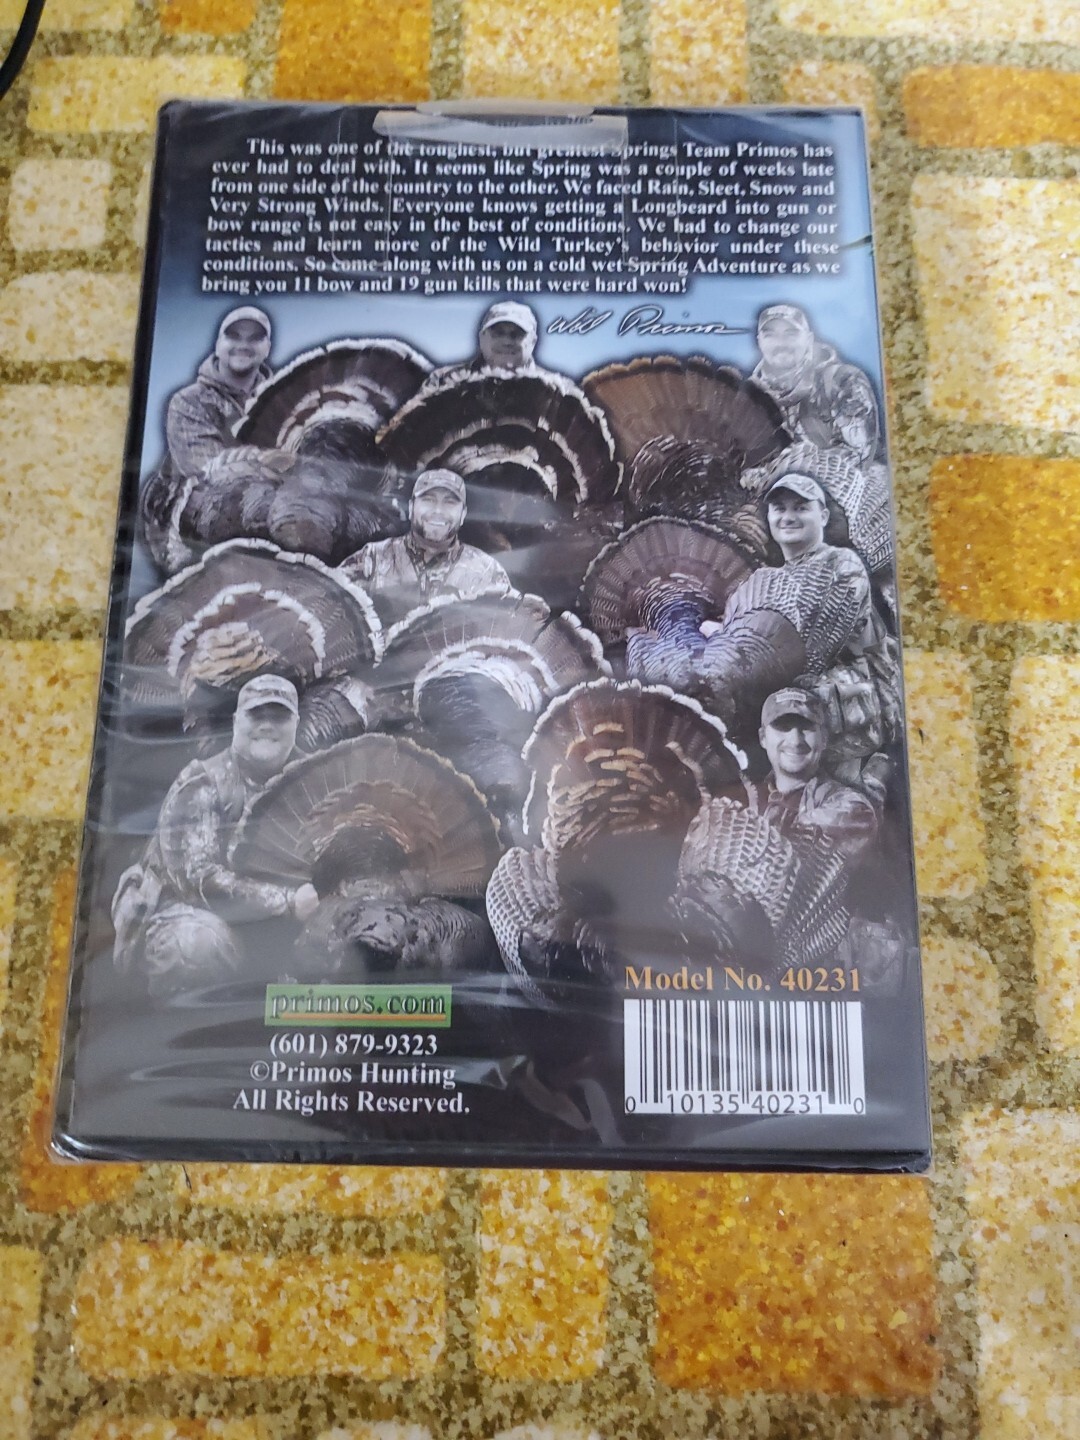 This was one of the toughest, but greatest Springs Team Primos has
ever had to deal with. It seems like Spring was a couple of weeks late
from one side of the country to the other. We faced Rain, Sleet, Snow and
Very Strong Winds. Everyone knows getting a Longbeard into gun or
bow range is not easy in the best of conditions. We had to change our
tactics and learn more of the Wild Turkey's behavior under these
conditions. So come along with us on a cold wet Spring Adventure as we
bring you 11 bow and 19 gun kills that were hard won!
Will Primos
Model No. 40231
primos.com
(601) 879-9323
©Primos Hunting
All Rights Reserved.
0 10135 40231 0